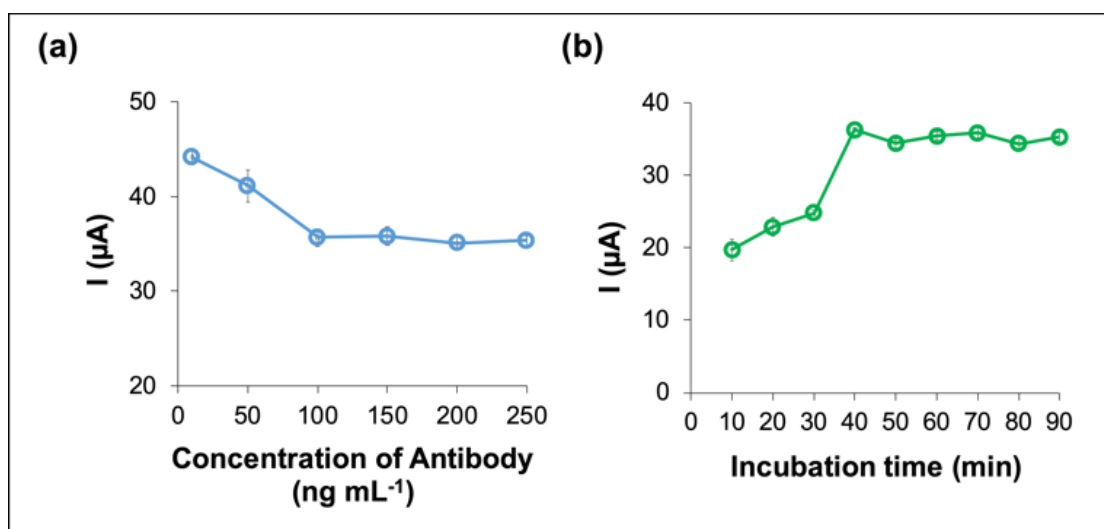 (a)
50
40
30
20
I (µA)
0 50 100 150 200 250
Concentration of Antibody
(ng mL-1)
(b)
40
30
20
10
0
I (µA)
0 10 20 30 40 50 60 70 80 90
Incubation time (min)